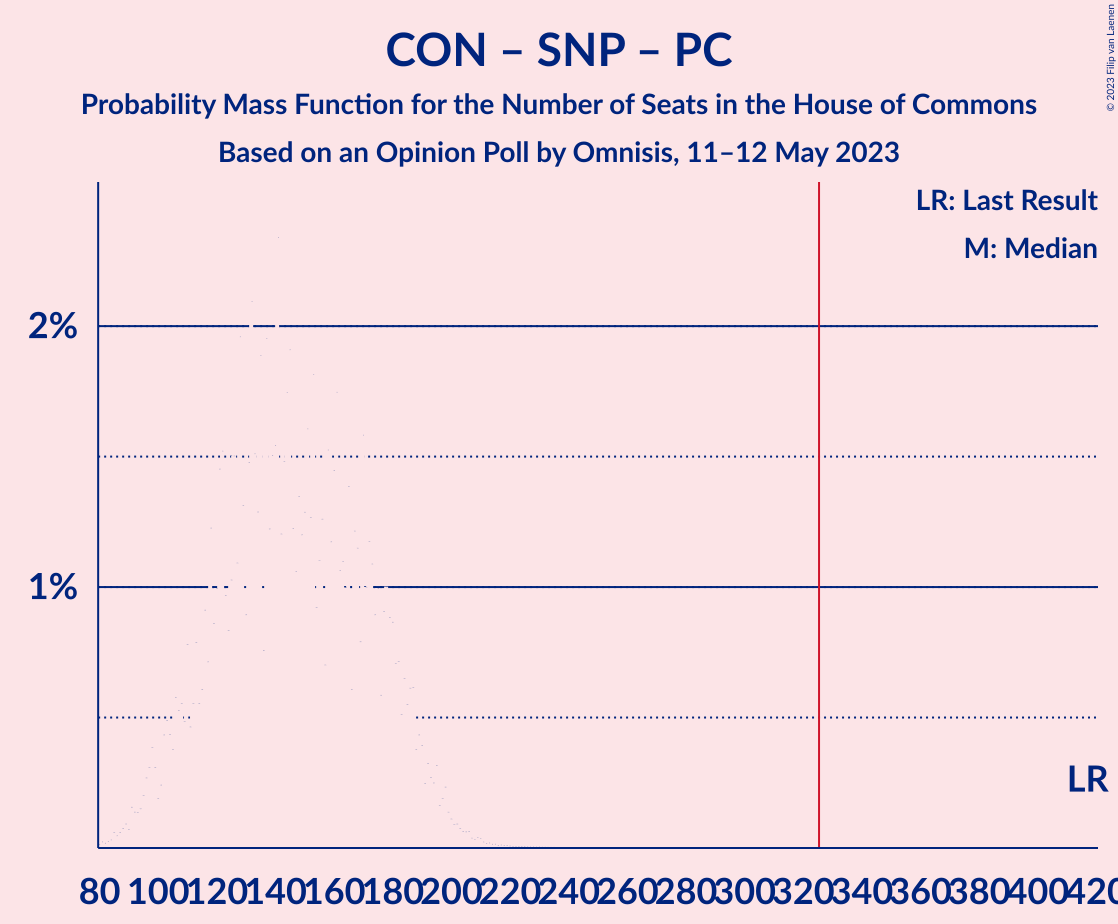 CON – SNP – PC
Probability Mass Function for the Number of Seats in the House of Commons
Based on an Opinion Poll by Omnisis, 11–12 May 2023
© 2023 Filip van Laenen
LR: Last Result
M: Median
2%
1%
LR
80 100 120 140 160 180 200 220 240 260 280 300 320 340 360 380 400 420